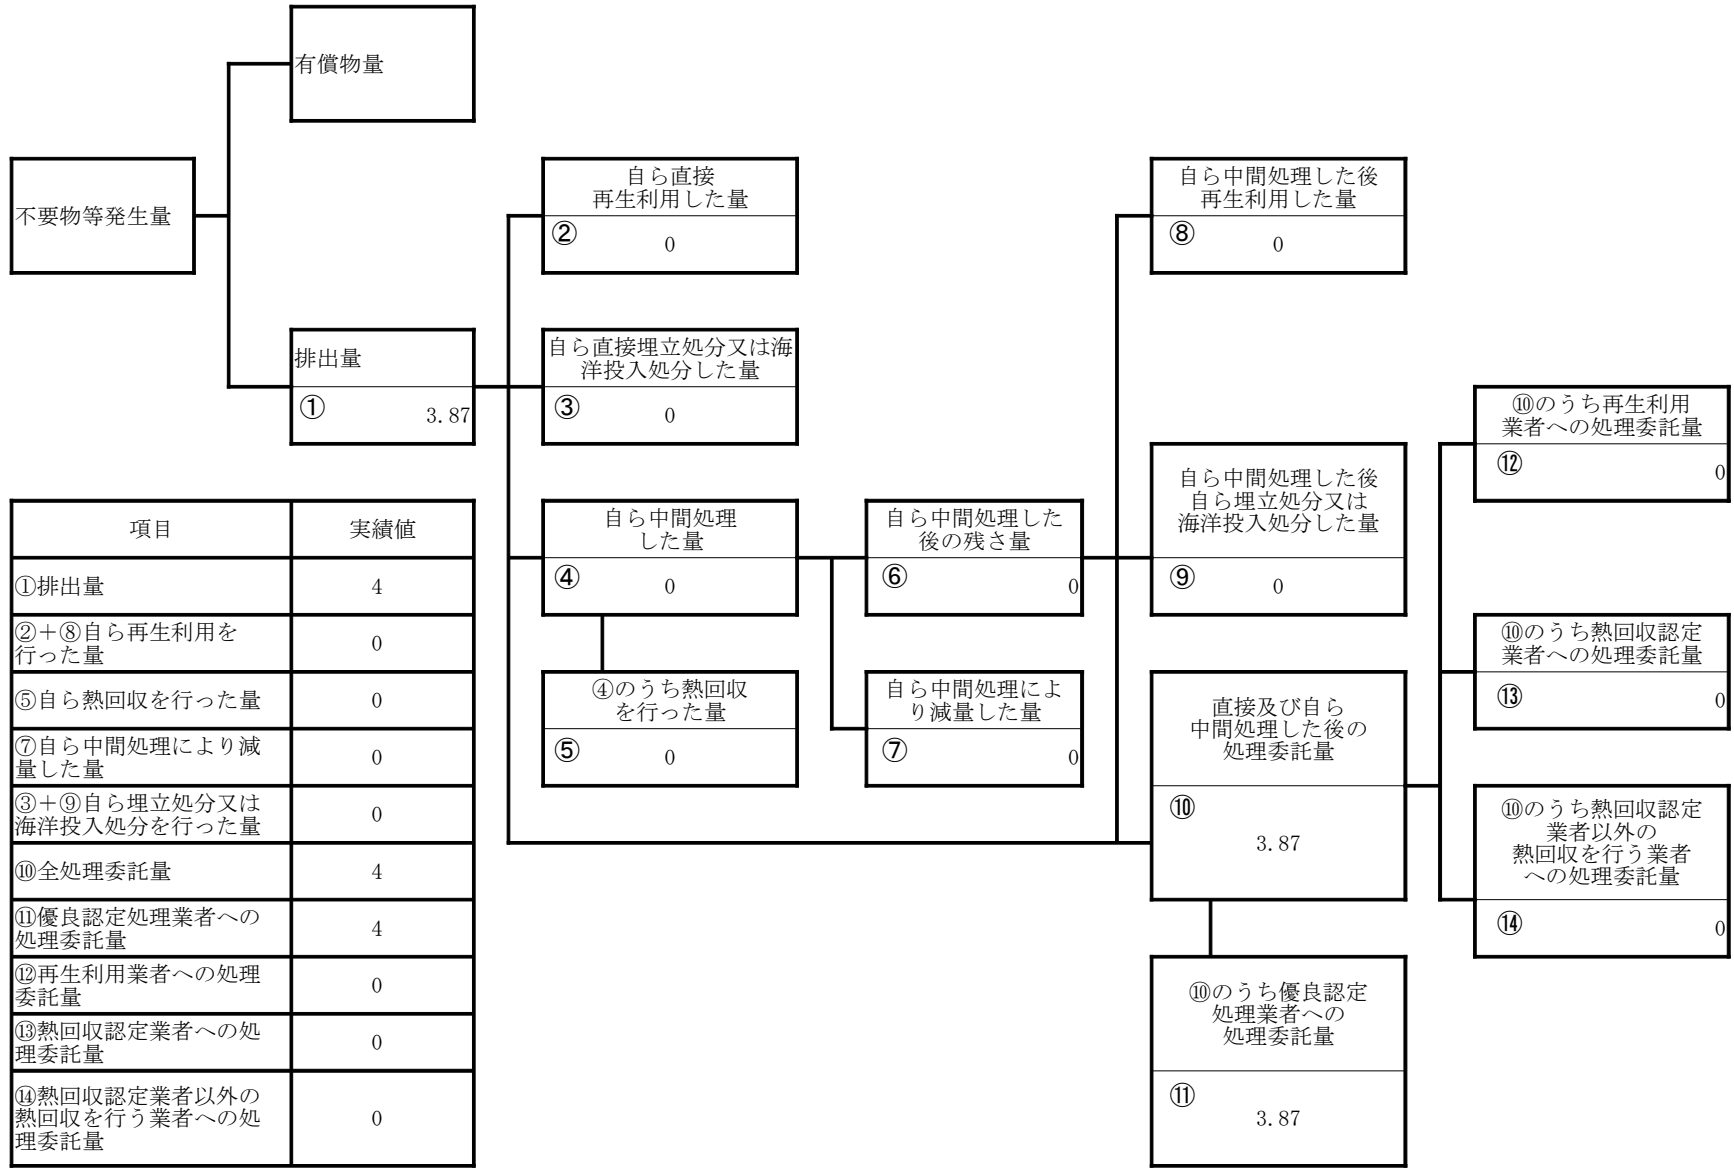 有償物量
不要物等発生量
自ら直接
再生利用した量
②
0
自ら中間処理した後
再生利用した量
⑧
0
排出量
①
3.87
自ら直接埋立処分又は海
洋投入処分した量
③
0
⑩のうち再生利用
業者への処理委託量
⑫
0
自ら中間処理
した量
④
0
自ら中間処理した
後の残さ量
⑥
0
自ら中間処理した後
自ら埋立処分又は
海洋投入処分した量
⑨
0
⑩のうち熱回収認定
業者への処理委託量
⑬
0
④のうち熱回収
を行った量
⑤
0
自ら中間処理によ
り減量した量
⑦
0
直接及び自ら
中間処理した後の
処理委託量
⑩
3.87
⑩のうち熱回収認定
業者以外の
熱回収を行う業者
への処理委託量
⑭
0
⑩のうち優良認定
処理業者への
処理委託量
⑪
3.87
項目 実績値
①排出量 4
②＋⑧自ら再生利用を
行った量 0
⑤自ら熱回収を行った量 0
⑦自ら中間処理により減
量した量 0
③＋⑨自ら埋立処分又は
海洋投入処分を行った量 0
⑩全処理委託量 4
⑪優良認定処理業者への
処理委託量 4
⑫再生利用業者への処理
委託量 0
⑬熱回収認定業者への処
理委託量 0
⑭熱回収認定業者以外の
熱回収を行う業者への処
理委託量 0